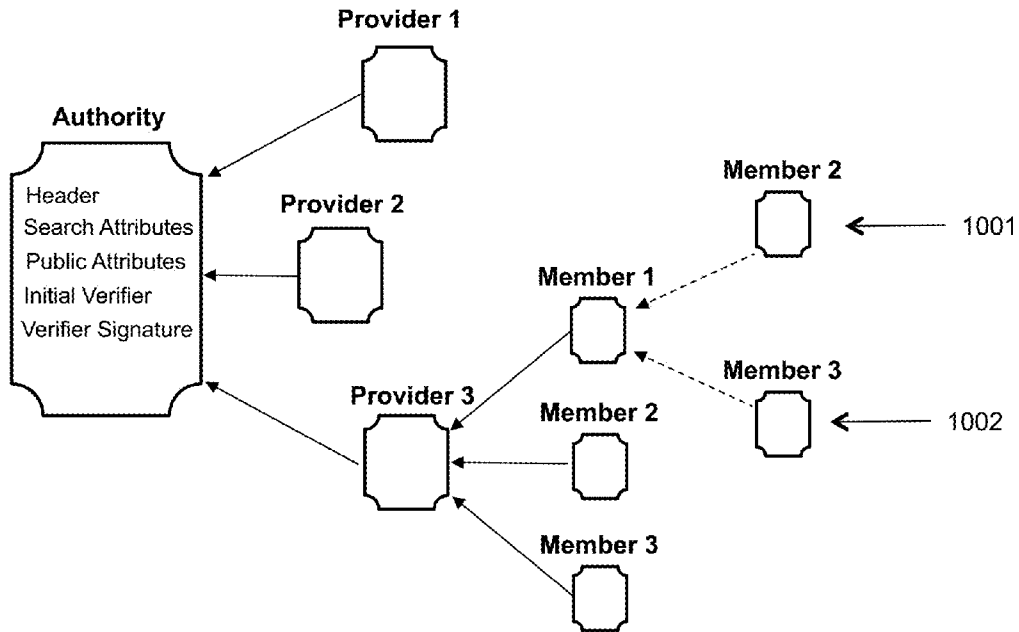 Provider 1
Authority
Header
Search Attributes
Public Attributes
Initial Verifier
Verifier Signature
Provider 2
Member 2
1001
Member 1
Member 3
1002
Provider 3
Member 2
Member 3